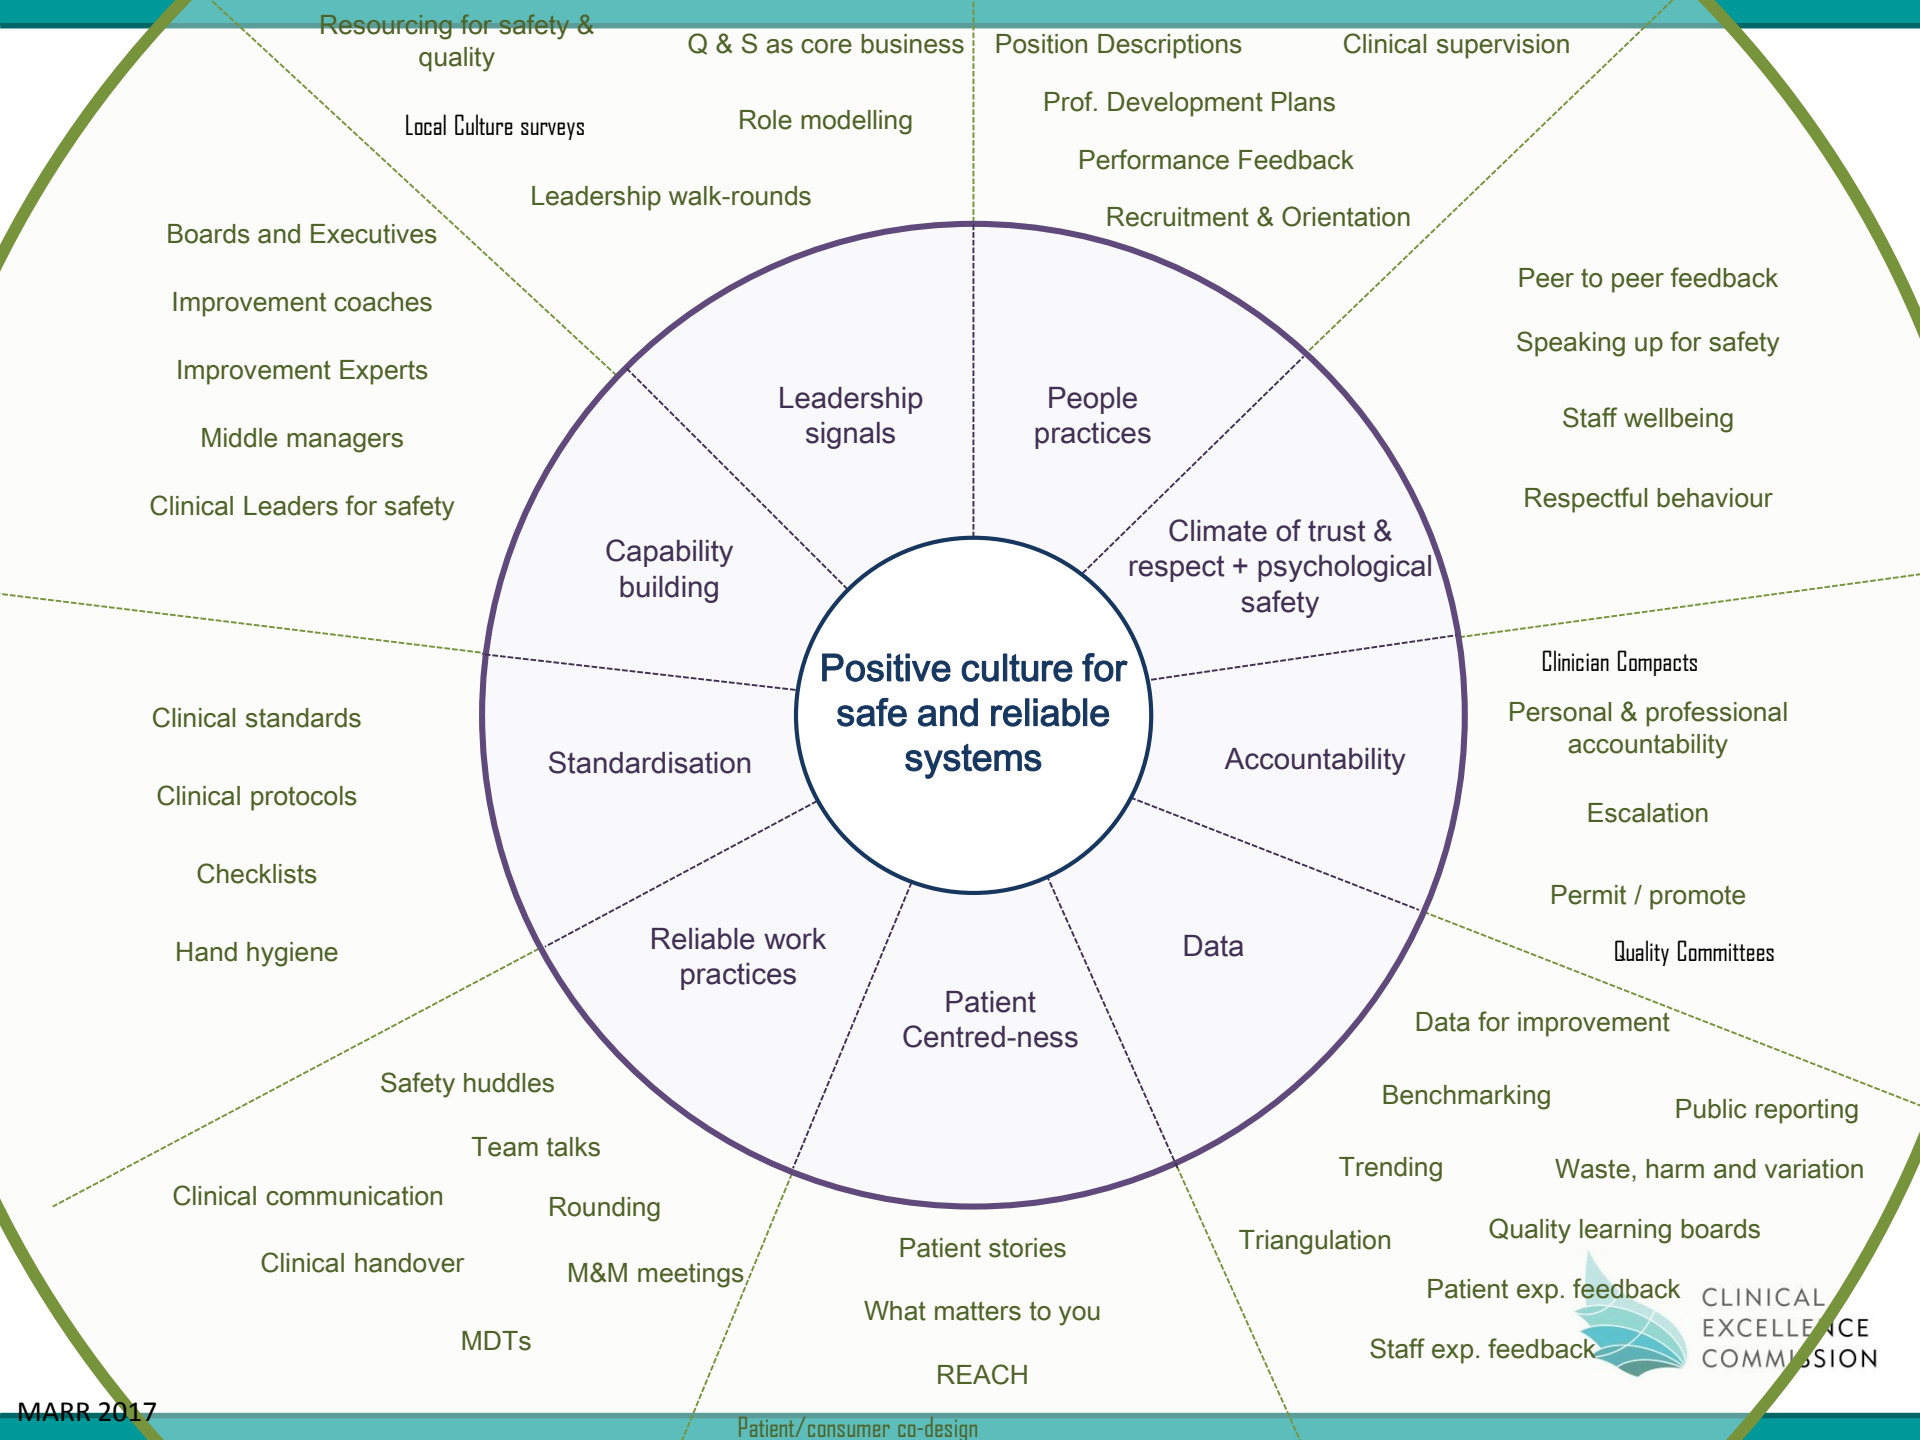 Resourcing for safety &
quality
Q & S as core business
Local Culture surveys
Role modelling
Leadership walk-rounds
Position Descriptions
Clinical supervision
Prof. Development Plans
Performance Feedback
Recruitment & Orientation
Boards and Executives
Improvement coaches
Improvement Experts
Middle managers
Clinical Leaders for safety
Peer to peer feedback
Speaking up for safety
Staff wellbeing
Respectful behaviour
Leadership
signals
People
practices
Capability
building
Climate of trust &
respect + psychological
safety
Positive culture for
safe and reliable
systems
Standardisation
Accountability
Reliable work
practices
Patient
Centred-ness
Data
Clinical standards
Clinical protocols
Checklists
Hand hygiene
Clinician Compacts
Personal & professional
accountability
Escalation
Permit / promote
Quality Committees
Safety huddles
Team talks
Clinical communication
Rounding
Clinical handover
M&M meetings
MDTs
Patient stories
What matters to you
REACH
Patient/consumer co-design
Data for improvement
Benchmarking
Public reporting
Trending
Waste, harm and variation
Triangulation
Quality learning boards
Patient exp. feedback
Staff exp. feedback
CLINICAL
EXCELLENCE
COMMISSION
MARR 2017